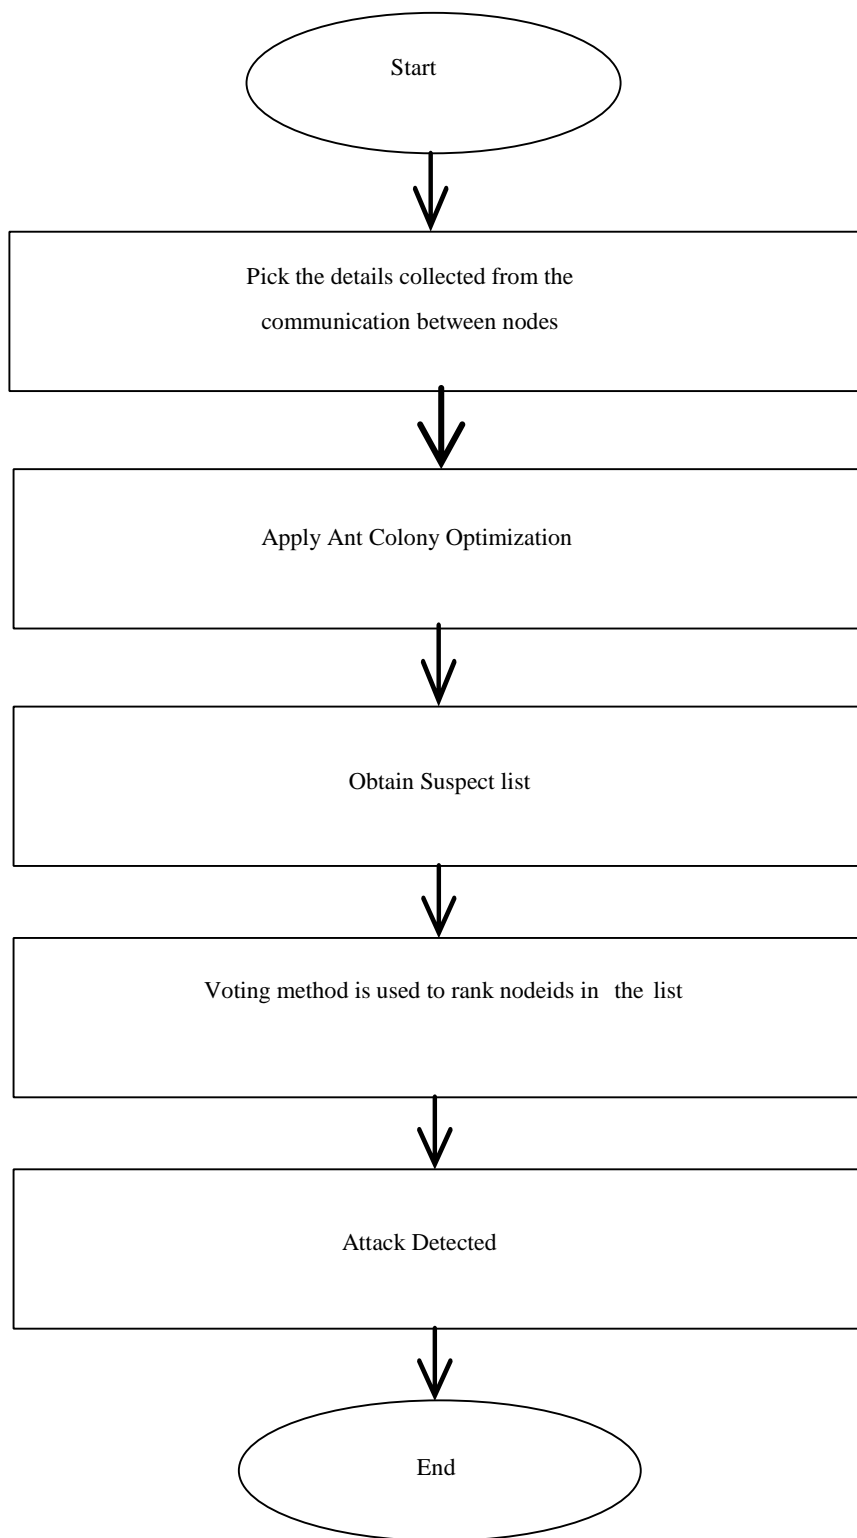 Start
Pick the details collected from the
communication between nodes
Apply Ant Colony Optimization
Obtain Suspect list
Voting method is used to rank nodeids in the list
Attack Detected
End